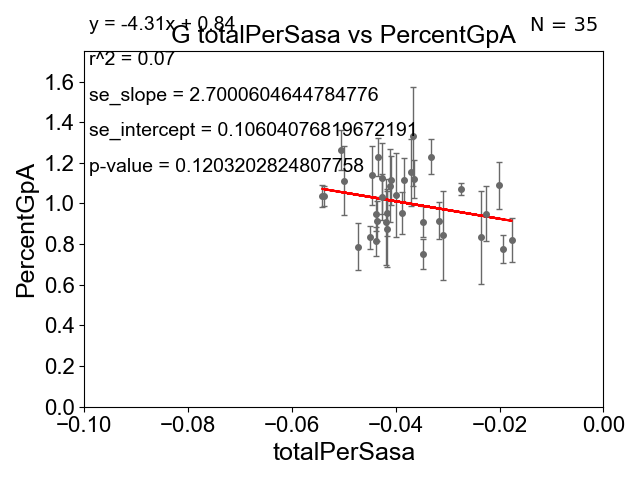 y = -4.31x + 0.84
N = 35
G totalPerSasa vs PercentGpA
r^2 = 0.07
se_slope = 2.7000604644784776
se_intercept = 0.10604076819672191
p-value = 0.1203202824807758
PercentGpA
1.6
1.4
1.2
1.0
0.8
0.6
0.4
0.2
0.0
−0.10 −0.08 −0.06 −0.04 −0.02 0.00
totalPerSasa